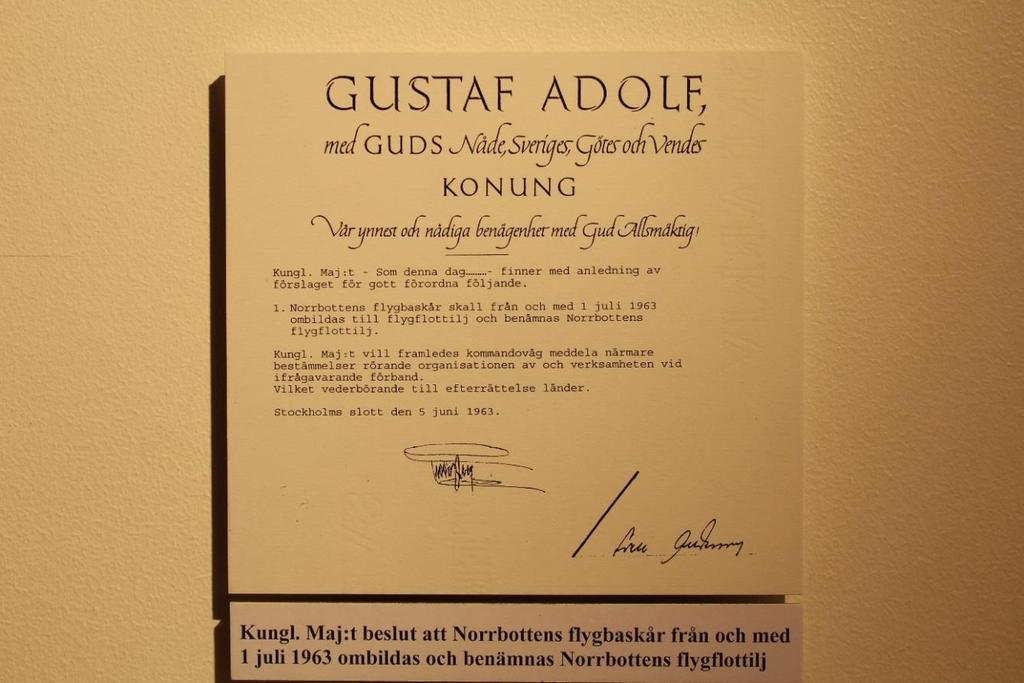 GUSTAF ADOLF,
med GUDS Nåde, Sveriges, Götes och Vendes
KONUNG
Vår ynnest och nådiga benägenhet med Gud Allsmäktig!
Kungl. Maj:t - Som denna dag………- finner med anledning av
förslaget för gott förordna följande.
1. Norrbottens flygbaskår skall från och med 1 juli 1963
ombildas till flygflottilj och benämnas Norrbottens
flygflottilj.
Kungl. Maj:t vill framledes kommandovåg meddela närmare
bestämmelser rörande organisationen av och verksamheten vid
ifrågavarande förband.
Vilket vederbörande till efterrättelse länder.
Stockholms slott den 5 juni 1963.
Kungl. Maj:t beslut att Norrbottens flygbaskår från och med
1 juli 1963 ombildas och benämnas Norrbottens flygflottilj